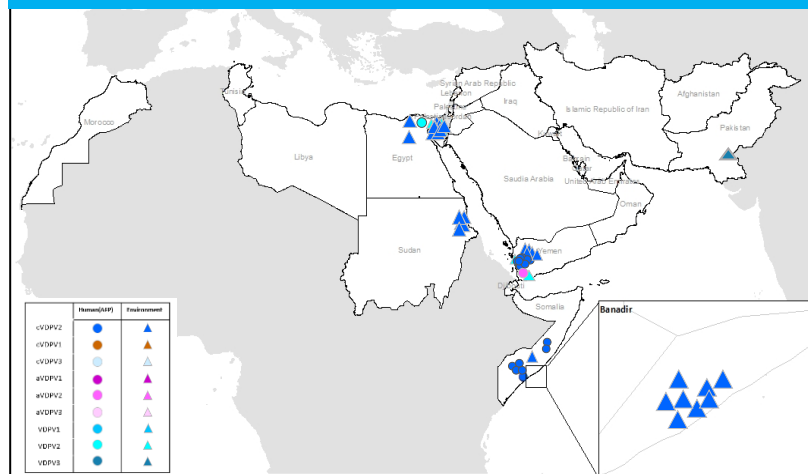 Syrian Arab Republic
Lebanon
Tunisia
Iraq
Afghanistan
Islamic Republic of Iran
Morocco
Pakistan
Libya
Egypt
Saudia Arabia
United Arab Emirates
Oman
Sudan
Yemen
Djibouti
Somalia
Banadir
Human(AFP) Environment
cVDPV2
cVDPV1
cVDPV3
aVDPV1
aVDPV2
aVDPV3
VDPV1
VDPV2
VDPV3